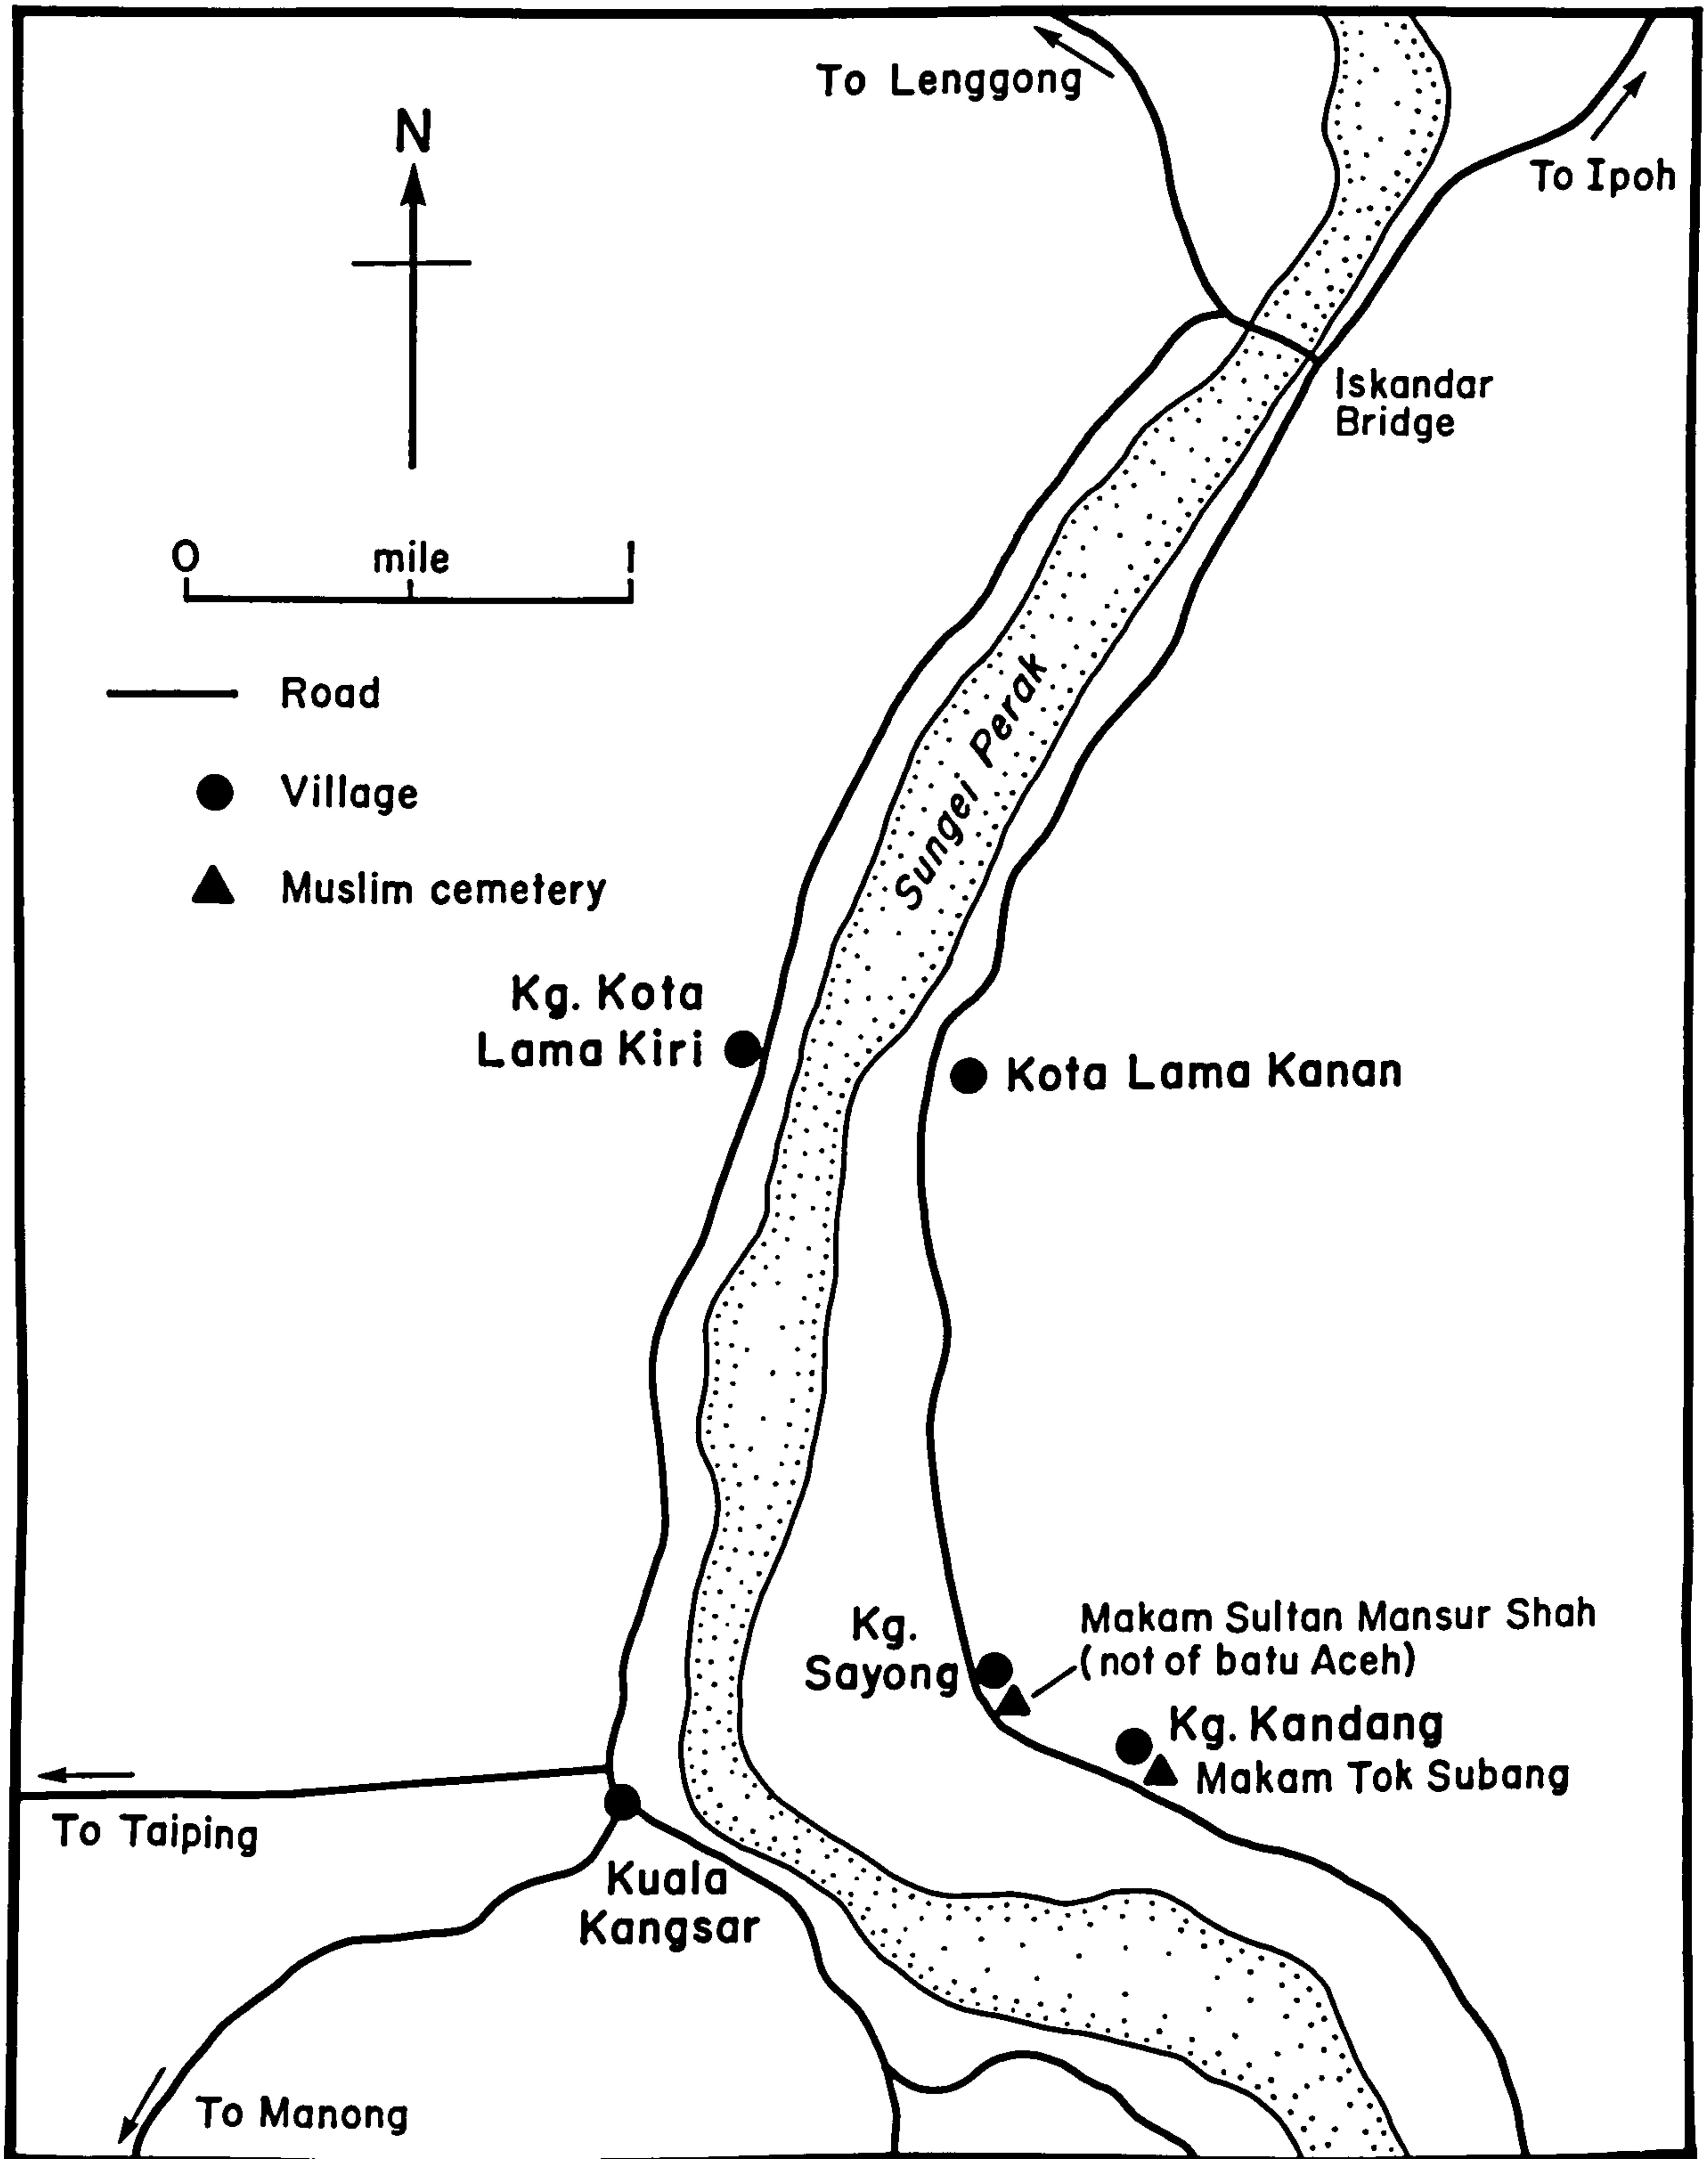 To Lenggong
N
To Ipoh
Iskandar
Bridge
0 mile 1
Road
Village
Muslim cemetery
Sungei Perak
Kg. Kota
Lama Kiri
Kota Lama Kanan
Kg.
Sayong
Makam Sultan Mansur Shah
(not of batu Aceh)
Kg. Kandang
Makam Tok Subang
To Taiping
Kuala
Kangsar
To Manong